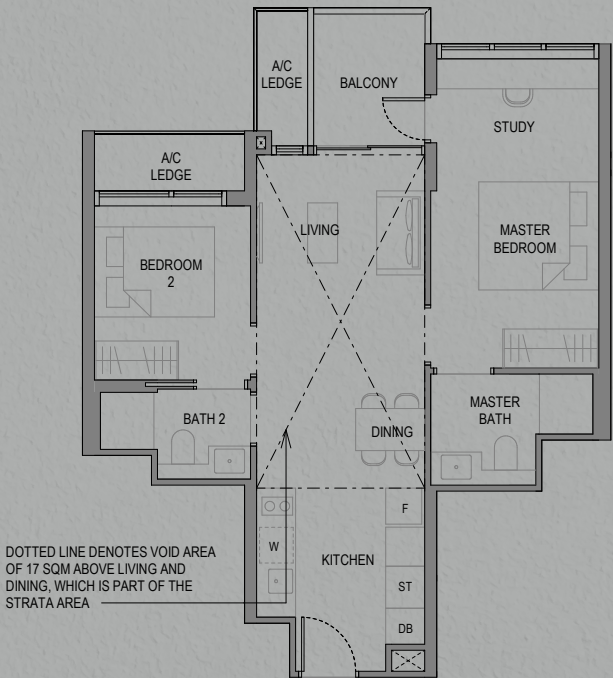 A/C
LEDGE
BALCONY
STUDY
A/C
LEDGE
LIVING
MASTER
BEDROOM
BEDROOM
2
MASTER
BATH
BATH 2
DINING
F
W
KITCHEN
ST
DB
DOTTED LINE DENOTES VOID AREA
OF 17 SQM ABOVE LIVING AND
DINING, WHICH IS PART OF THE
STRATA AREA